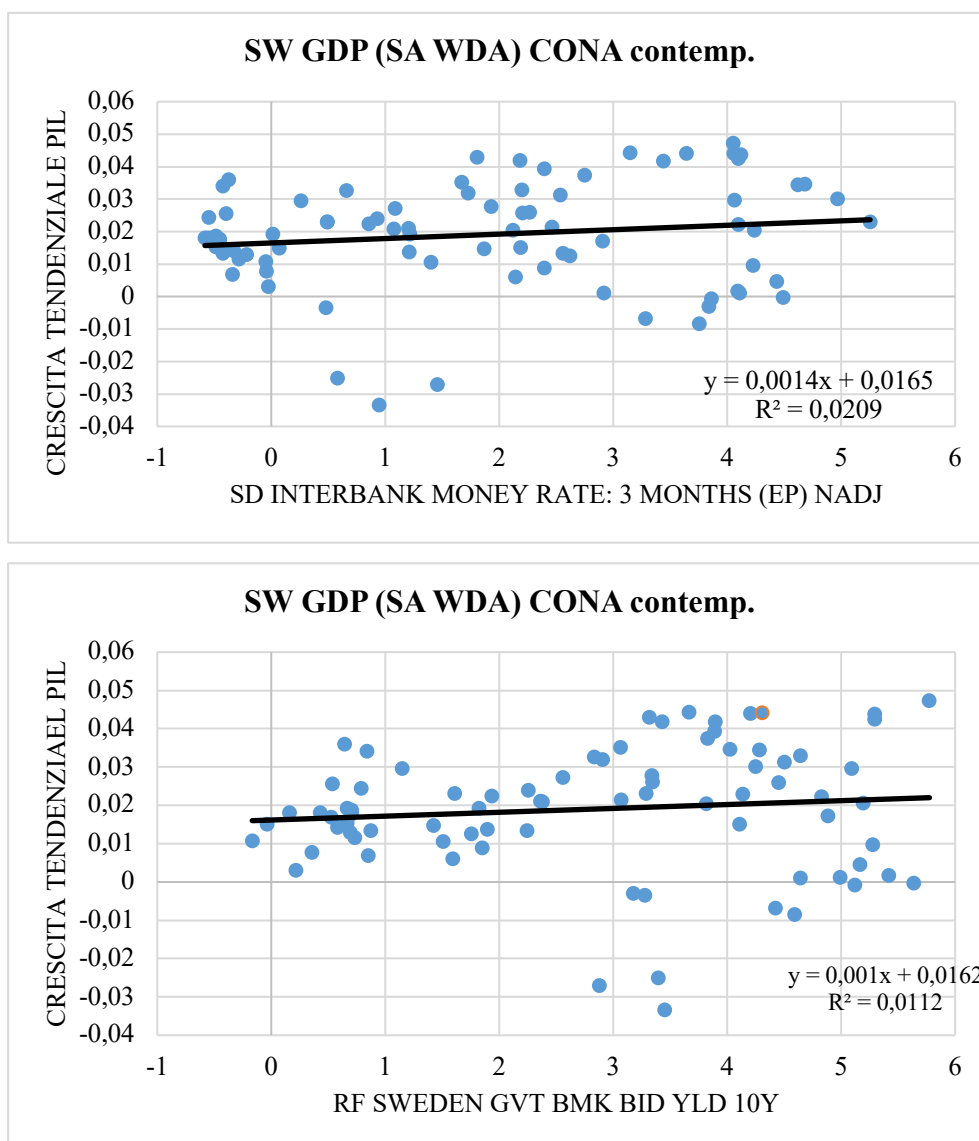 SW GDP (SA WDA) CONA contemp.
CRESCITA TENDENZIALE PIL
0,06
0,05
0,04
0,03
0,02
0,01
0
-0,01
-0,02
-0,03
-0,04
y = 0,0014x + 0,0165
R² = 0,0209
-1 0 1 2 3 4 5 6
SD INTERBANK MONEY RATE: 3 MONTHS (EP) NADJ
SW GDP (SA WDA) CONA contemp.
CRESCITA TENDENZIAEL PIL
0,06
0,05
0,04
0,03
0,02
0,01
0
-0,01
-0,02
-0,03
-0,04
y = 0,001x + 0,0162
R² = 0,0112
-1 0 1 2 3 4 5 6
RF SWEDEN GVT BMK BID YLD 10Y